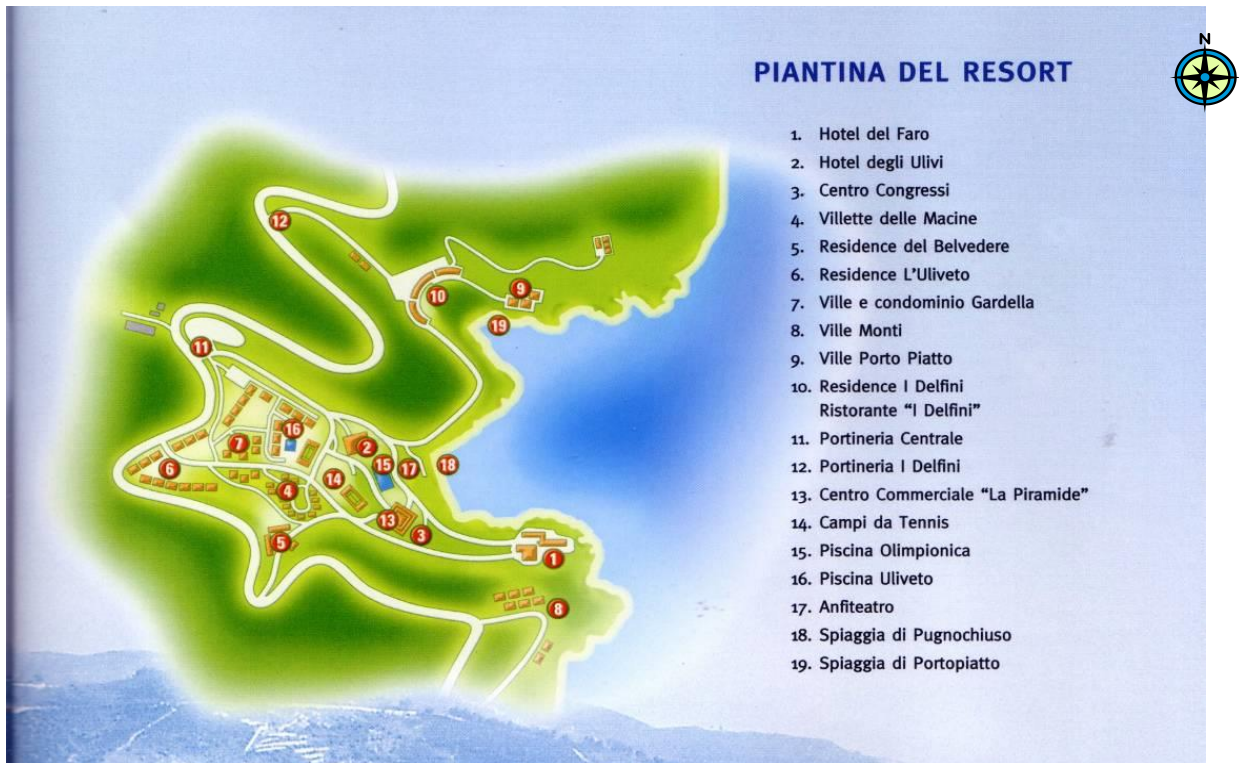 N
PIANTINA DEL RESORT
1. Hotel del Faro
2. Hotel degli Ulivi
3. Centro Congressi
4. Villette delle Macine
5. Residence del Belvedere
6. Residence L'Uliveto
7. Ville e condominio Gardella
8. Ville Monti
9. Ville Porto Piatto
10. Residence I Delfini
Ristorante “I Delfini”
11. Portineria Centrale
12. Portineria I Delfini
13. Centro Commerciale “La Piramide”
14. Campi da Tennis
15. Piscina Olimpionica
16. Piscina Uliveto
17. Anfiteatro
18. Spiaggia di Pugnochiuso
19. Spiaggia di Portopiatto
12
10
9
19
11
16
7
2
15
17
18
6
14
4
13
3
5
1
8